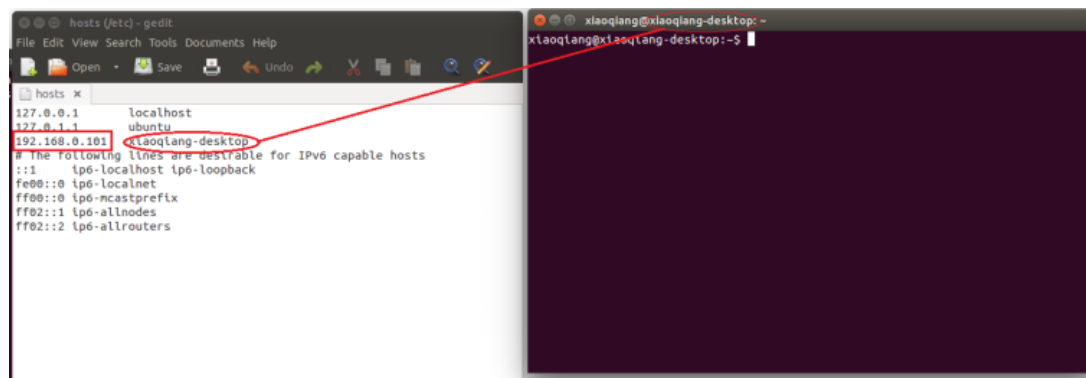 hosts (/etc) - gedit
File Edit View Search Tools Documents Help
Open Save Undo
hosts x
127.0.0.1 localhost
127.0.1.1 ubuntu
192.168.0.101 xiaoqiang-desktop
# The following lines are desirable for IPv6 capable hosts
::1 ip6-localhost ip6-loopback
fe00::0 ip6-localnet
ff00::0 ip6-mcastprefix
ff02::1 ip6-allnodes
ff02::2 ip6-allrouters
xiaoqiang@xiaoqiang-desktop: ~
xiaoqiang@xiaoqiang-desktop:~$